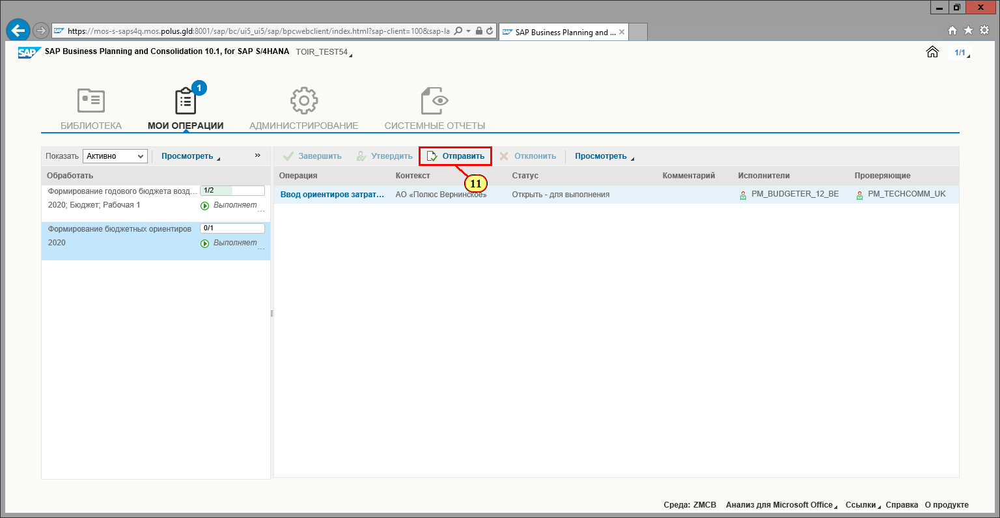 https://mos-s-saps4q.mos.polus.gld:8001/sap/bc/ui5_ui5/sap/bpcwebclient/index.html?sap-client=100&sap-la
SAP Business Planning and ...
SAP SAP Business Planning and Consolidation 10.1, for SAP S/4HANA TOIR_TEST54
1/1
1
БИБЛИОТЕКА МОИ ОПЕРАЦИИ АДМИНИСТРИРОВАНИЕ СИСТЕМНЫЕ ОТЧЕТЫ
Показать Активно Просмотреть »
Завершить Утвердить Отправить Отклонить Просмотреть
Обработать
Операция Контекст Статус Комментарий Исполнители Проверяющие
11
Формирование годового бюджета возд... 1/2
2020; Бюджет; Рабочая 1 Выполняет ...
Ввод ориентиров затрат... АО «Полюс Вернинское» Открыть - для выполнения PM_BUDGETER_12_BE PM_TECHCOMM_UK
Формирование бюджетных ориентиров 0/1
2020 Выполняет ...
Среда: ZMCB Анализ для Microsoft Office Ссылки Справка О продукте